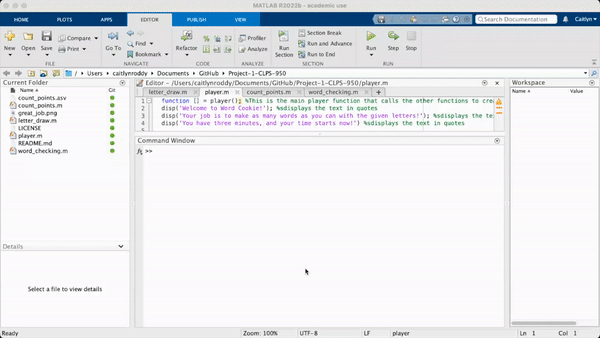 MATLAB R2022b - academic use
HOME PLOTS APPS EDITOR PUBLISH VIEW Search Documentation Caitlyn
New Open Save Compare Print Go To Find Bookmark Refactor Profiler Analyze Run Section Section Break Run and Advance Run to End Run Step Stop
FILE NAVIGATE CODE ANALYZE SECTION RUN
/ Users caitlynroddy Documents GitHub Project-1-CLPS-950
Current Folder
Name Git
count_points.asv
count_points.m
great_job.png
letter_draw.m
LICENSE
player.m
README.md
word_checking.m
Details
Select a file to view details
Editor - /Users/caitlynroddy/Documents/GitHub/Project-1-CLPS-950/player.m
letter_draw.m player.m count_points.m word_checking.m +
1 function [] = player(); %This is the main player function that calls the other functions to cre
2 disp('Welcome to Word Cookie!'); %sdisplays the text in quotes
3 disp('Your job is to make as many words as you can with the given letters!'); %sdisplays the te
4 disp('You have three minutes, and your time starts now!') %sdisplays the text in quotes
Command Window
fx >>
Workspace
Name Value
Ready Zoom: 100% UTF-8 LF player Ln 1 Col 1